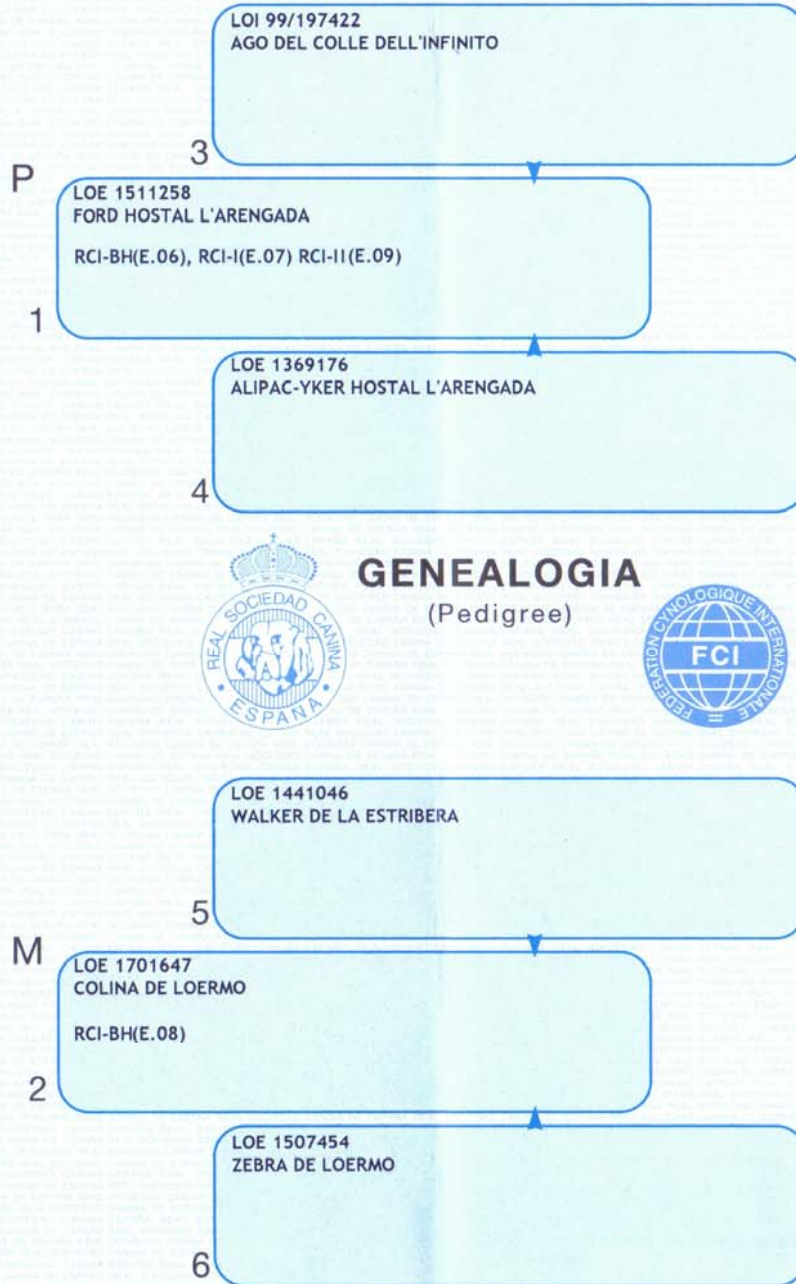 LOI 99/197422
AGO DEL COLLE DELL'INFINITO
3
P
LOE 1511258
FORD HOSTAL L'ARENGADA
RCI-BH(E.06), RCI-I(E.07) RCI-II(E.09)
1
LOE 1369176
ALIPAC-YKER HOSTAL L'ARENGADA
4
GENEALOGIA
(Pedigree)
REAL SOCIEDAD CANINA
• ESPAÑA •
FEDERATION CYNOLOGIQUE INTERNATIONALE
FCI
LOE 1441046
WALKER DE LA ESTRIBERA
5
M
LOE 1701647
COLINA DE LOERMO
RCI-BH(E.08)
2
LOE 1507454
ZEBRA DE LOERMO
6